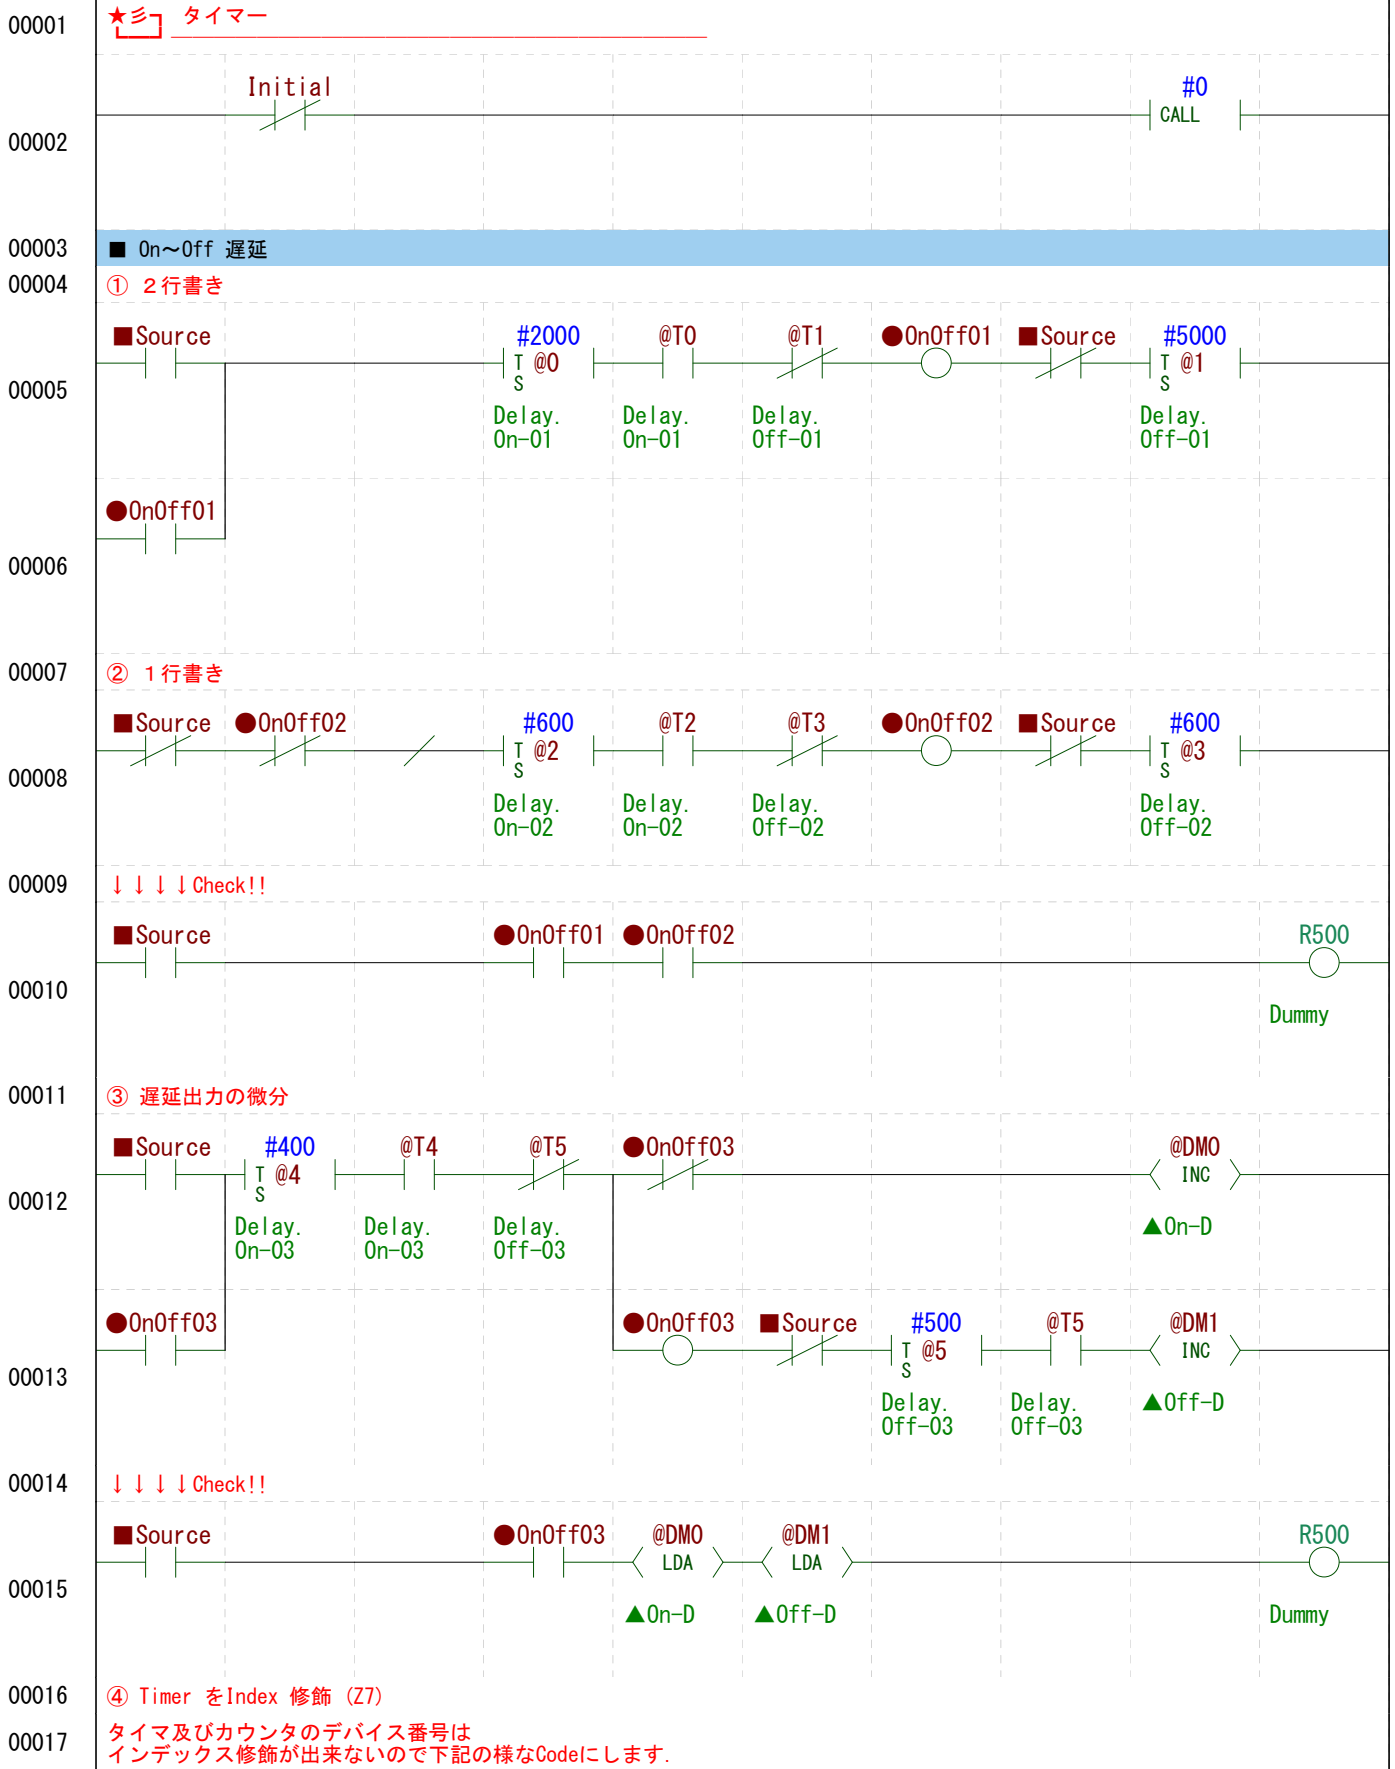 00001 ★彡┐ タイマー
Initial #0
CALL
00002
00003 ■ On～Off 遅延
00004 ① ２行書き
■Source #2000 @T0 @T1 ●OnOff01 ■Source #5000
T @0 T @1
S S
00005
Delay. Delay. Delay. Delay.
On-01 On-01 Off-01 Off-01
●OnOff01
00006
00007 ② １行書き
■Source ●OnOff02 #600 @T2 @T3 ●OnOff02 ■Source #600
T @2 T @3
S S
00008
Delay. Delay. Delay. Delay.
On-02 On-02 Off-02 Off-02
00009 ↓↓↓↓Check!!
■Source ●OnOff01 ●OnOff02 R500
00010
Dummy
00011 ③ 遅延出力の微分
■Source #400 @T4 @T5 ●OnOff03 @DM0
T @4 INC
S
00012
Delay. Delay. Delay. ▲On-D
On-03 On-03 Off-03
●OnOff03 ●OnOff03 ■Source #500 @T5 @DM1
T @5 INC
S
00013
Delay. Delay. ▲Off-D
Off-03 Off-03
00014 ↓↓↓↓Check!!
■Source ●OnOff03 @DM0 @DM1 R500
LDA LDA
00015
▲On-D ▲Off-D Dummy
00016 ④ Timer をIndex 修飾 (Z7)
00017 タイマ及びカウンタのデバイス番号は
インデックス修飾が出来ないので下記の様なCodeにします.